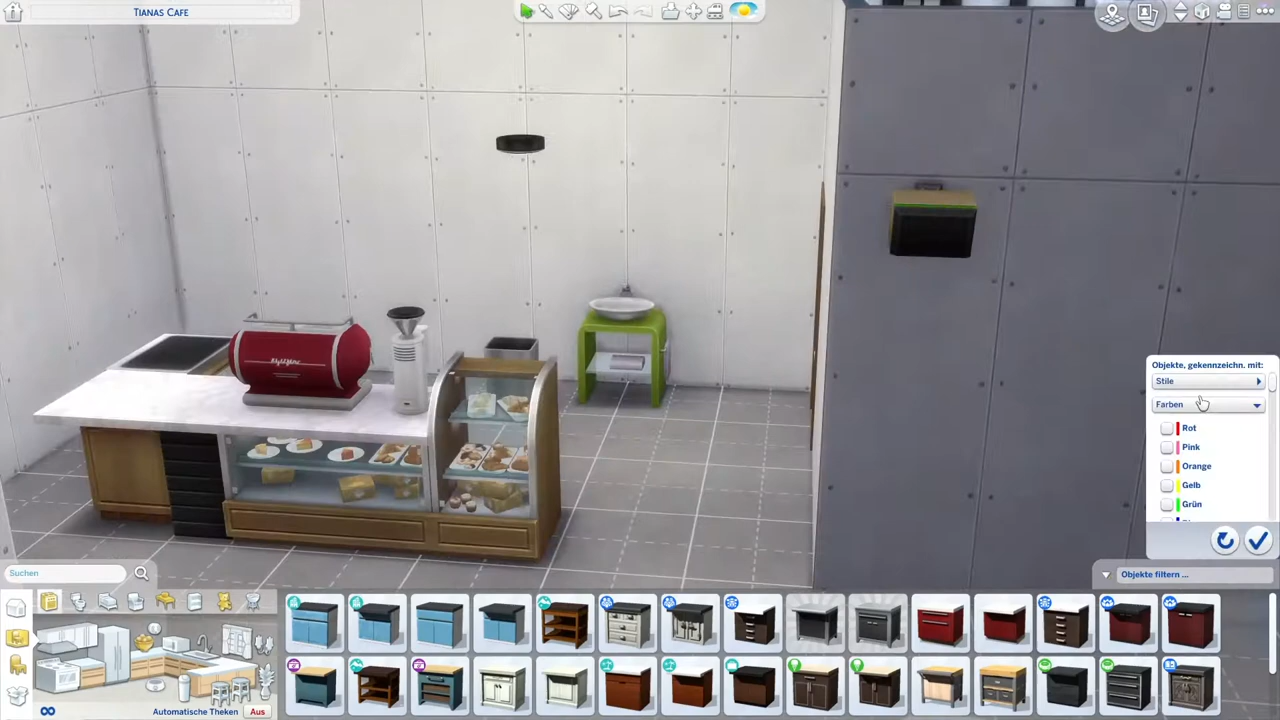 TIANAS CAFE
Objekte, gekennzeichn. mit:
Stile
Farben
Rot
Pink
Orange
Gelb
Grün
Suchen
Objekte filtern ...
Automatische Theken Aus